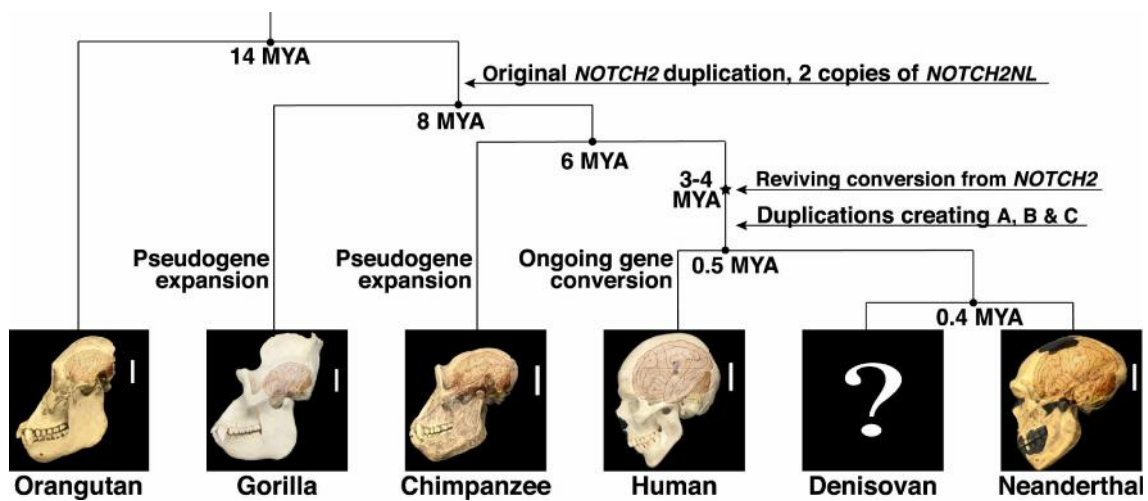 14 MYA
Original NOTCH2 duplication, 2 copies of NOTCH2NL
8 MYA
6 MYA
3-4
MYA
Reviving conversion from NOTCH2
Duplications creating A, B & C
Pseudogene
expansion
Pseudogene
expansion
Ongoing gene
conversion
0.5 MYA
0.4 MYA
?
Orangutan
Gorilla
Chimpanzee
Human
Denisovan
Neanderthal